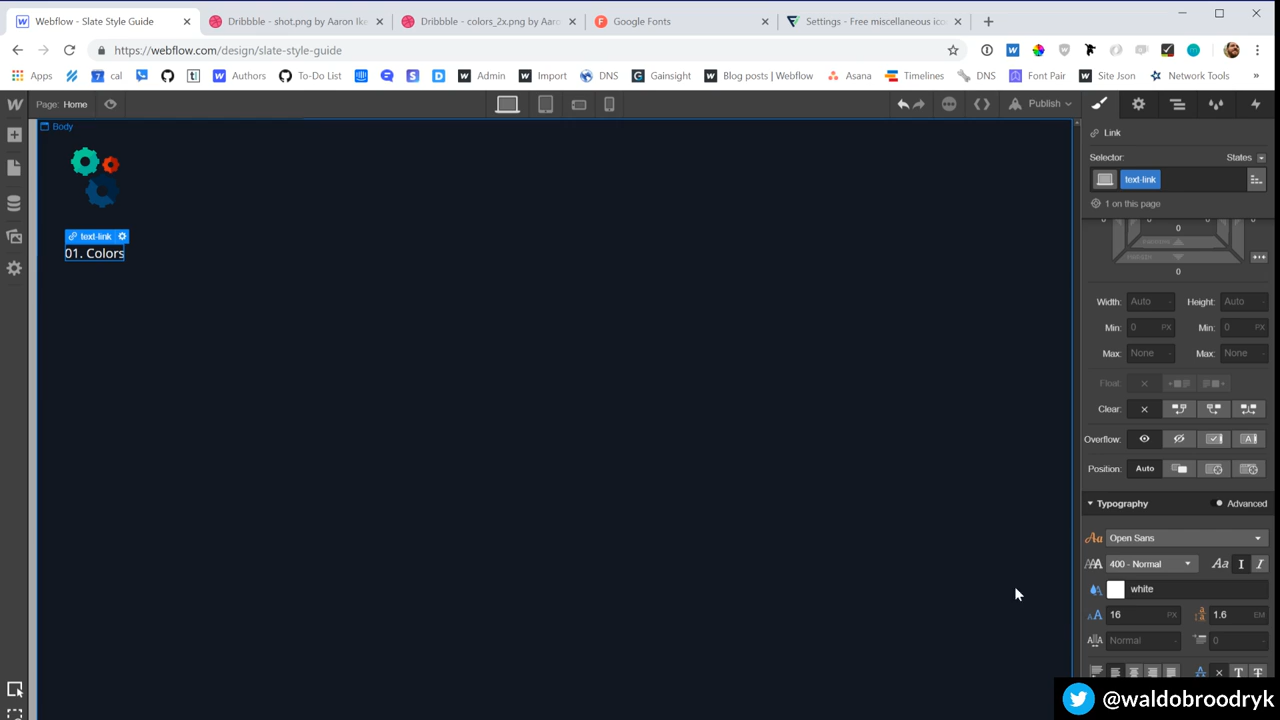 Webflow - Slate Style Guide
Dribbble - shot.png by Aaron Ike
Dribbble - colors_2x.png by Aaro
Google Fonts
Settings - Free miscellaneous ico
https://webflow.com/design/slate-style-guide
Apps
cal
Authors
To-Do List
Admin
Import
DNS
Gainsight
Blog posts | Webflow
Asana
Timelines
DNS
Font Pair
Site Json
Network Tools
»
Page: Home
Publish
Body
text-link
01. Colors
Link
Selector:
States
text-link
1 on this page
0
0
0
0
Width: Auto
Height: Auto
Min: 0 PX
Min: 0 PX
Max: None
Max: None
Float:
Clear:
Overflow:
Position: Auto
Typography
Advanced
Open Sans
400 - Normal
white
16 PX
1.6 EM
Normal
0
@waldobroodryk